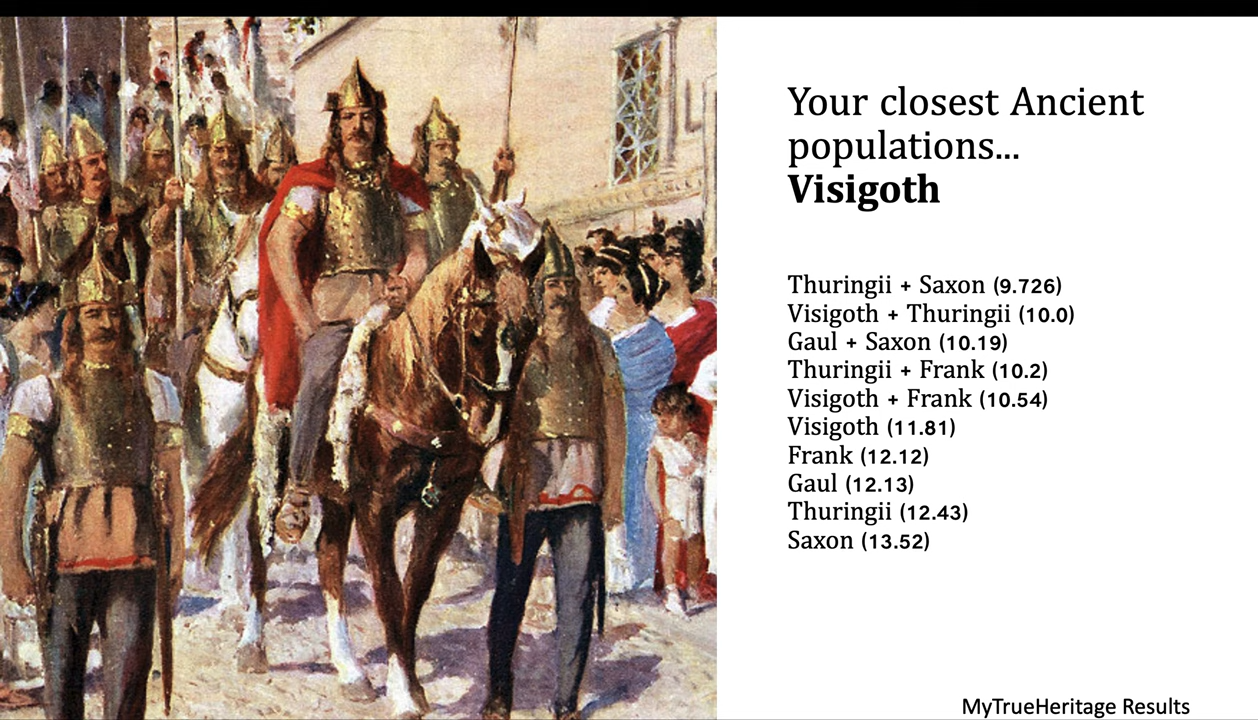 Your closest Ancient
populations...
Visigoth
Thuringii + Saxon (9.726)
Visigoth + Thuringii (10.0)
Gaul + Saxon (10.19)
Thuringii + Frank (10.2)
Visigoth + Frank (10.54)
Visigoth (11.81)
Frank (12.12)
Gaul (12.13)
Thuringii (12.43)
Saxon (13.52)
MyTrueHeritage Results